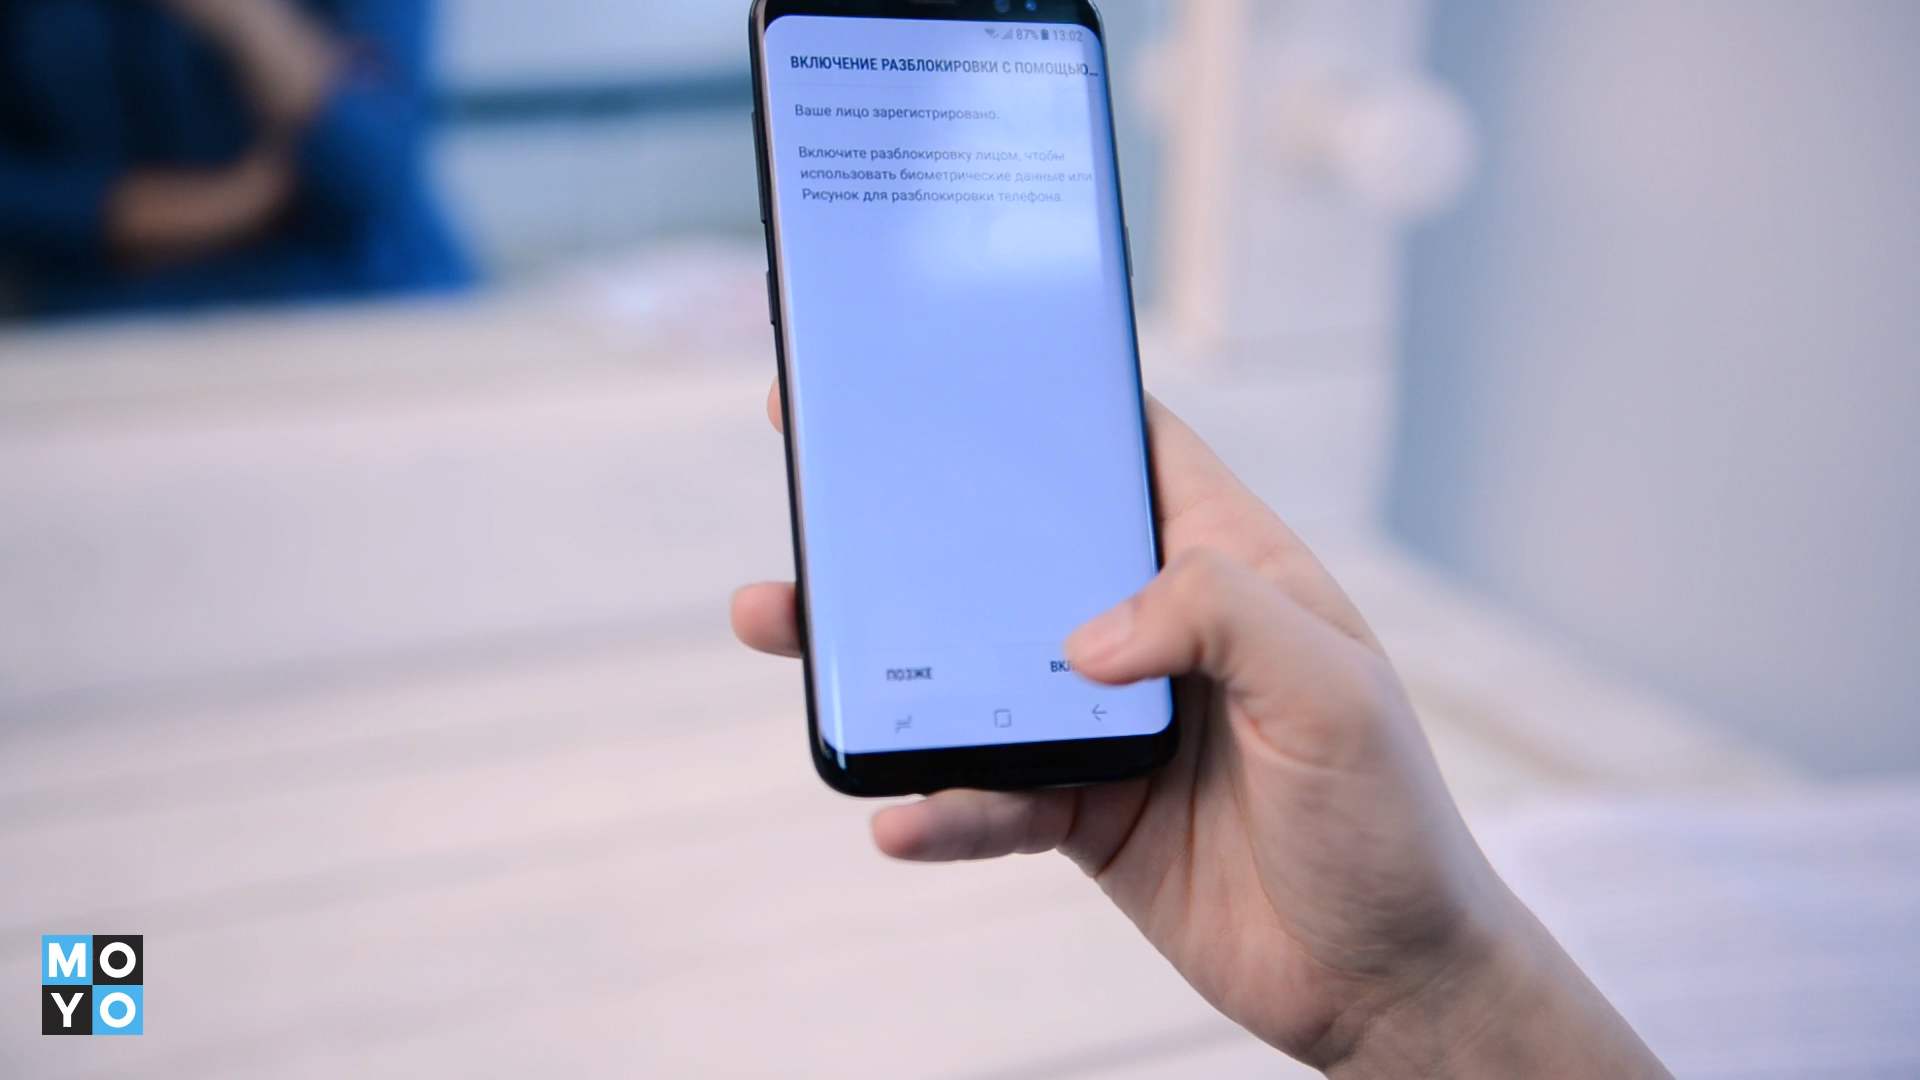 87% 13:02
ВКЛЮЧЕНИЕ РАЗБЛОКИРОВКИ С ПОМОЩЬЮ...
Ваше лицо зарегистрировано.
Включите разблокировку лицом, чтобы
использовать биометрические данные или
Рисунок для разблокировки телефона.
ПОЗЖЕ ВКЛ
MO
YO